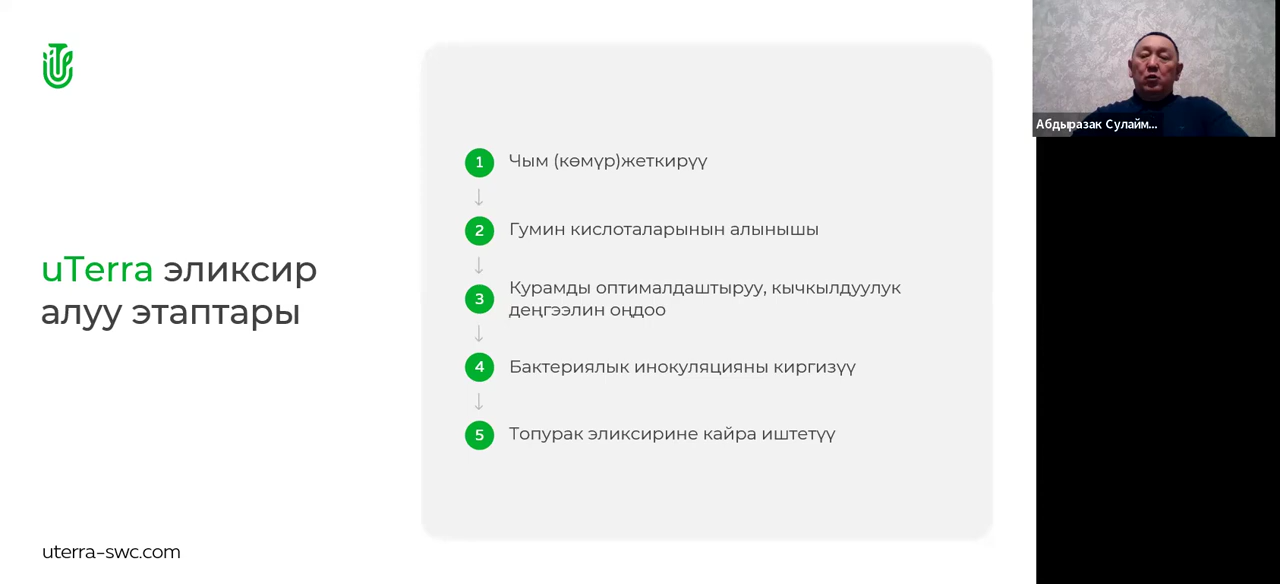 uTerra эликсир
алуу этаптары
1 Чым (көмүр)жеткирүү
2 Гумин кислоталарынын алынышы
3 Курамды оптималдаштыруу, кычкылдуулук
деңгээлин оңдоо
4 Бактериялык инокуляцияны киргизүү
5 Топурак эликсирине кайра иштетүү
uterra-swc.com
Абдыразак Сулайм...